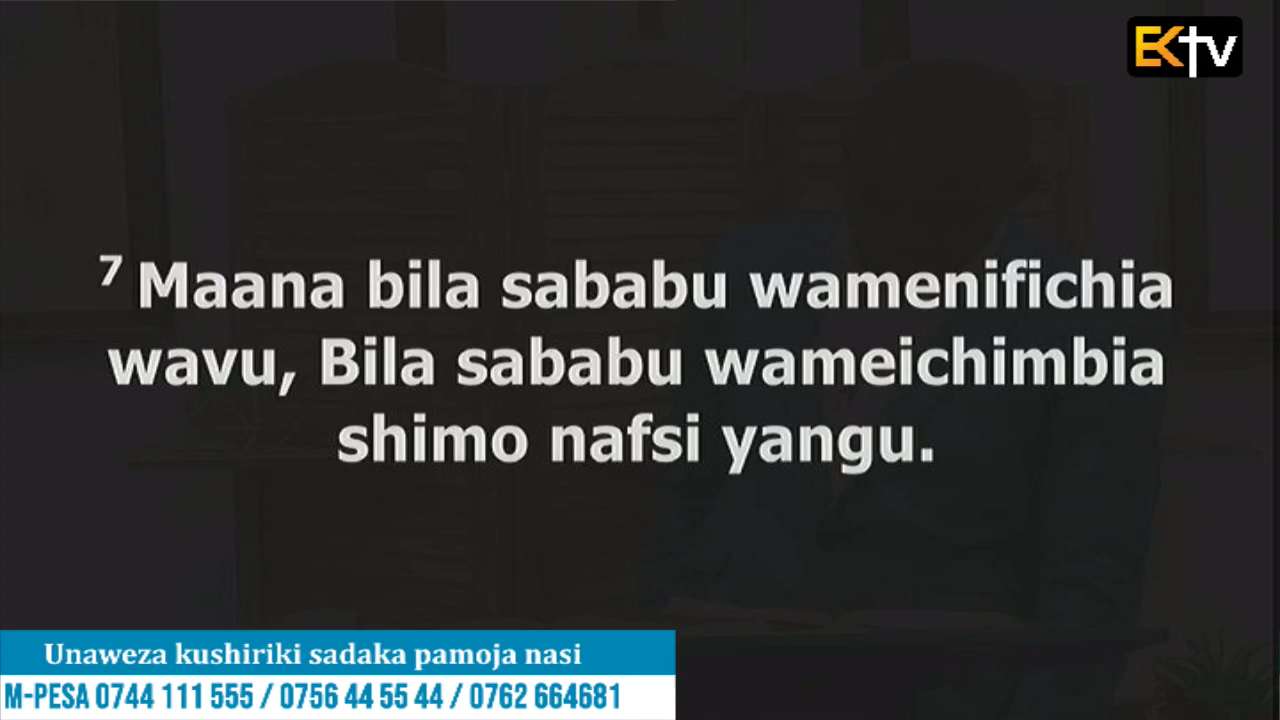 EKTV
7 Maana bila sababu wamenifichia
wavu, Bila sababu wameichimbia
shimo nafsi yangu.
Unaweza kushiriki sadaka pamoja nasi
M-PESA 0744 111 555 / 0756 44 55 44 / 0762 664681